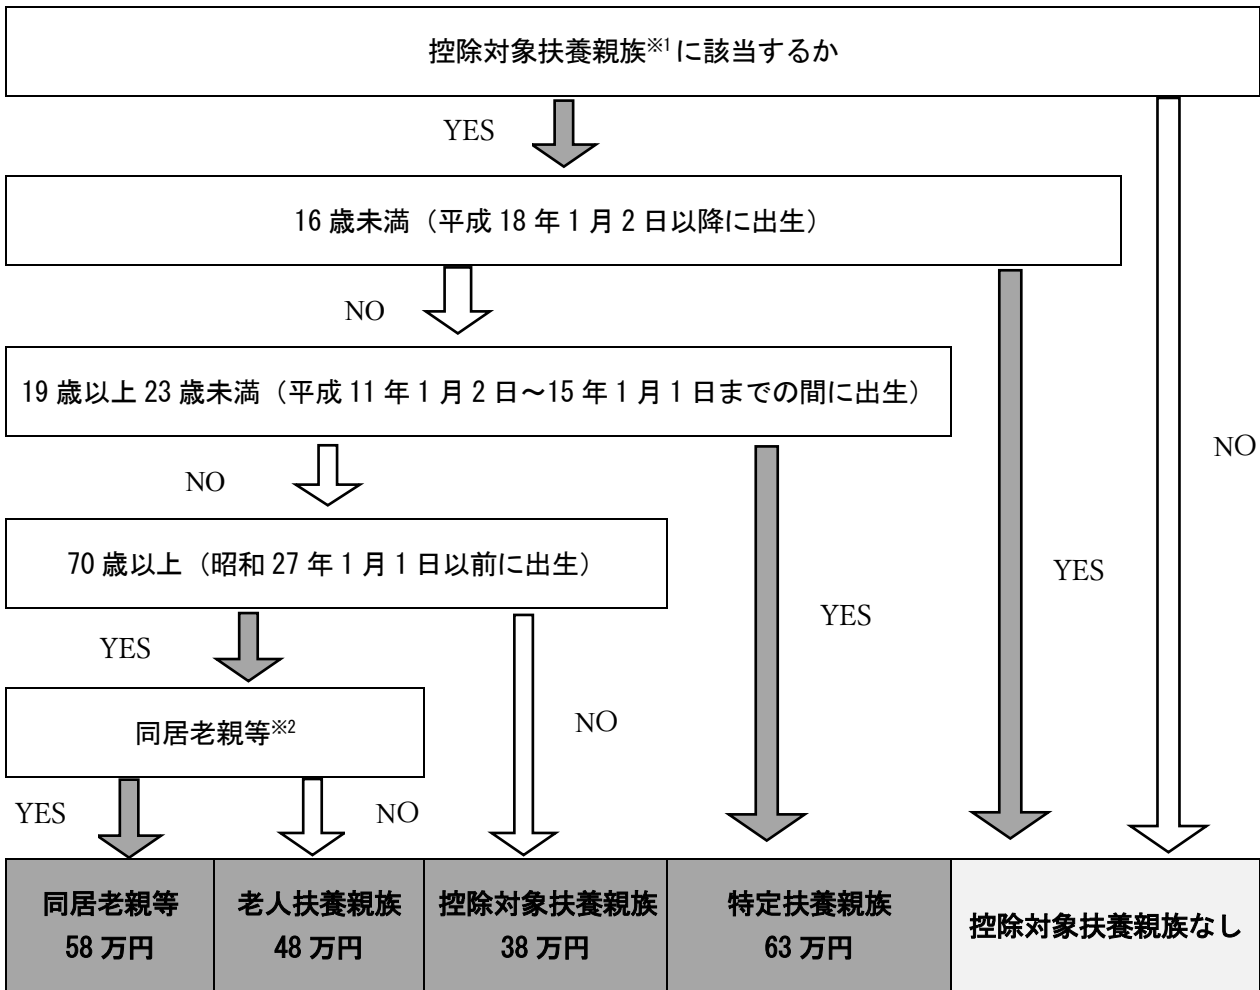 控除対象扶養親族※1に該当するか
YES
16 歳未満（平成 18 年 1 月 2 日以降に出生）
NO
19 歳以上 23 歳未満（平成 11 年 1 月 2 日～15 年 1 月 1 日までの間に出生）
NO
NO
70 歳以上（昭和 27 年 1 月 1 日以前に出生）
YES
YES
YES
同居老親等※2
NO
YES
NO
同居老親等
58 万円
老人扶養親族
48 万円
控除対象扶養親族
38 万円
特定扶養親族
63 万円
控除対象扶養親族なし